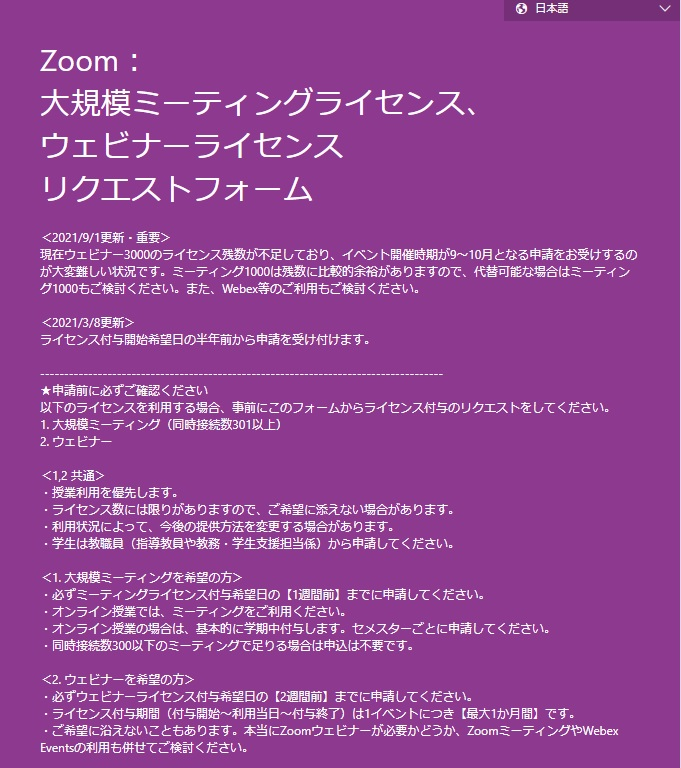 日本語
Zoom：
大規模ミーティングライセンス、
ウェビナーライセンス
リクエストフォーム
＜2021/9/1更新・重要＞
現在ウェビナー3000のライセンス残数が不足しており、イベント開催時期が9～10月となる申請をお受けするの
が大変難しい状況です。ミーティング1000は残数に比較的余裕がありますので、代替可能な場合はミーティン
グ1000もご検討ください。また、Webex等のご利用もご検討ください。
＜2021/3/8更新＞
ライセンス付与開始希望日の半年前から申請を受け付けます。
------------------------------------------------------------------------------------
★申請前に必ずご確認ください
以下のライセンスを利用する場合、事前にこのフォームからライセンス付与のリクエストをしてください。
1. 大規模ミーティング（同時接続数301以上）
2. ウェビナー
＜1,2 共通＞
・授業利用を優先します。
・ライセンス数には限りがありますので、ご希望に添えない場合があります。
・利用状況によって、今後の提供方法を変更する場合があります。
・学生は教職員（指導教員や教務・学生支援担当係）から申請してください。
＜1. 大規模ミーティングを希望の方＞
・必ずミーティングライセンス付与希望日の【1週間前】までに申請してください。
・オンライン授業では、ミーティングをご利用ください。
・オンライン授業の場合は、基本的に学期中付与します。セメスターごとに申請してください。
・同時接続数300以下のミーティングで足りる場合は申込は不要です。
＜2. ウェビナーを希望の方＞
・必ずウェビナーライセンス付与希望日の【2週間前】までに申請してください。
・ライセンス付与期間（付与開始～利用当日～付与終了）は1イベントにつき【最大1か月間】です。
・ご希望に沿えないこともあります。本当にZoomウェビナーが必要かどうか、ZoomミーティングやWebex
Eventsの利用も併せてご検討ください。